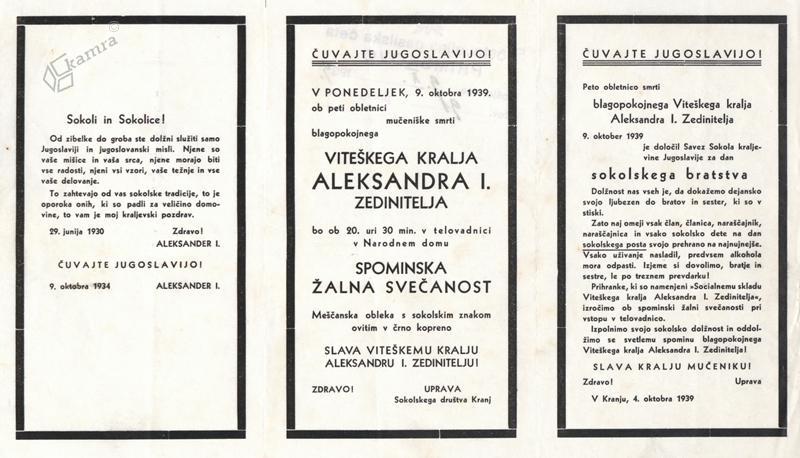 kamra
Sokoli in Sokolice!
Od zibelke do groba ste dolžni služiti samo
Jugoslaviji in jugoslovanski misli. Njene so
vaše mišice in vaša srca, njene morajo biti
vse radosti, njeni vsi vzori, vaše težnje in vse
vaše delovanje.
To zahtevajo od vas sokolske tradicije, to je
oporoka onih, ki so padli za veličino domo-
vine, to vam je moj kraljevski pozdrav.
29. junija 1930 Zdravo!
ALEKSANDER I.
ČUVAJTE JUGOSLAVIJO!
9. oktobra 1934 ALEKSANDER I.
ČUVAJTE JUGOSLAVIJO!
V PONEDELJEK, 9. oktobra 1939.
ob peti obletnici
mučeniške smrti
blagopokojnega
VITEŠKEGA KRALJA
ALEKSANDRA I.
ZEDINITELJA
bo ob 20. uri 30 min. v telovadnici
v Narodnem domu
SPOMINSKA
ŽALNA SVEČANOST
Meščanska obleka s sokolskim znakom
ovitim v črno kopreno
SLAVA VITEŠKEMU KRALJU
ALEKSANDRU I. ZEDINITELJU!
ZDRAVO! UPRAVA
Sokolskega društva Kranj
ČUVAJTE JUGOSLAVIJO!
Peto obletnico smrti
blagopokojnega Viteškega kralja
Aleksandra I. Zedinitelja
9. oktober 1939
je določil Savez Sokola kralje-
vine Jugoslavije za dan
sokolskega bratstva
Dolžnost nas vseh je, da dokažemo dejansko
svojo ljubezen do bratov in sester, ki so v
stiski.
Zato naj omeji vsak član, članica, naraščajnik,
naraščajnica in vsako sokolsko dete na dan
sokolskega posta svojo prehrano na najnujnejše.
Vsako uživanje nasladil, predvsem alkohola
mora odpasti. Izjeme si dovolimo, bratje in
sestre, le po treznem prevdarku!
Prihranke, ki so namenjeni »Socialnemu skladu
Viteškega kralja Aleksandra I. Zedinitelja«,
izročimo ob spominski žalni svečanosti pri
vstopu v telovadnico.
Izpolnimo svojo sokolsko dolžnost in oddol-
žimo se svetlemu spominu blagopokojnega
Viteškega kralja Aleksandra I. Zedinitelja!
SLAVA KRALJU MUČENIKU!
Zdravo! Uprava
V Kranju, 4. oktobra 1939